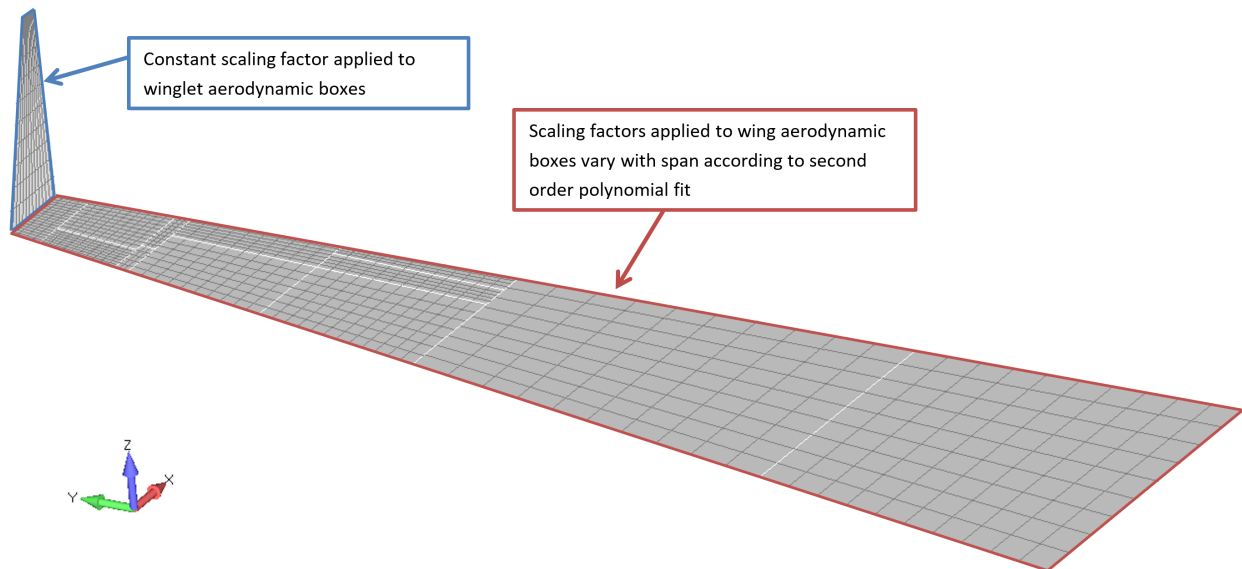 Constant scaling factor applied to
winglet aerodynamic boxes
Scaling factors applied to wing aerodynamic
boxes vary with span according to second
order polynomial fit
Z
Y
X